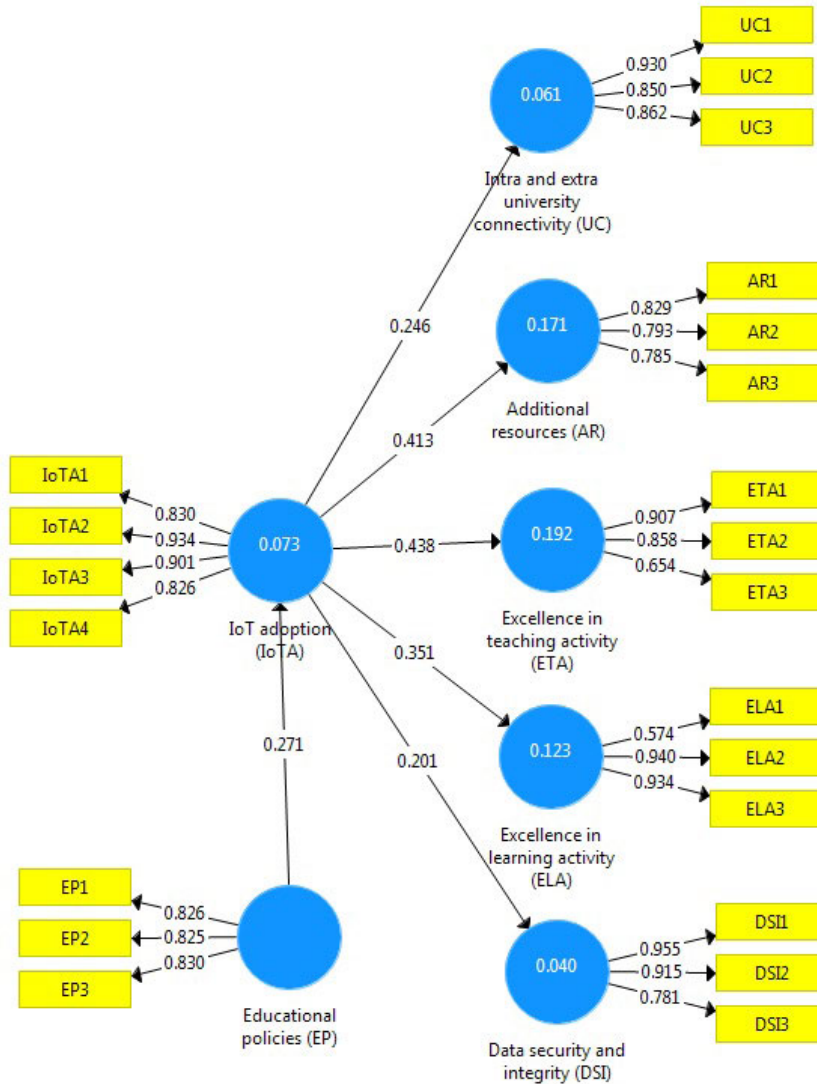 UC1
0.930
0.061
0.850
UC2
0.862
UC3
Intra and extra
university
connectivity (UC)
AR1
0.829
0.246
0.171
0.793
AR2
0.785
AR3
Additional
resources (AR)
0.413
IoTA1
ETA1
0.830
0.907
IoTA2
0.934
0.073
0.438
0.192
0.858
ETA2
IoTA3
0.901
0.654
0.826
ETA3
IoTA4
IoT adoption
(IoTA)
Excellence in
teaching activity
(ETA)
0.351
ELA1
0.574
0.271
0.201
0.123
0.940
ELA2
0.934
ELA3
Excellence in
learning activity
(ELA)
EP1
0.826
DSI1
EP2
0.825
0.955
0.830
0.040
0.915
DSI2
EP3
0.781
DSI3
Educational
policies (EP)
Data security and
integrity (DSI)